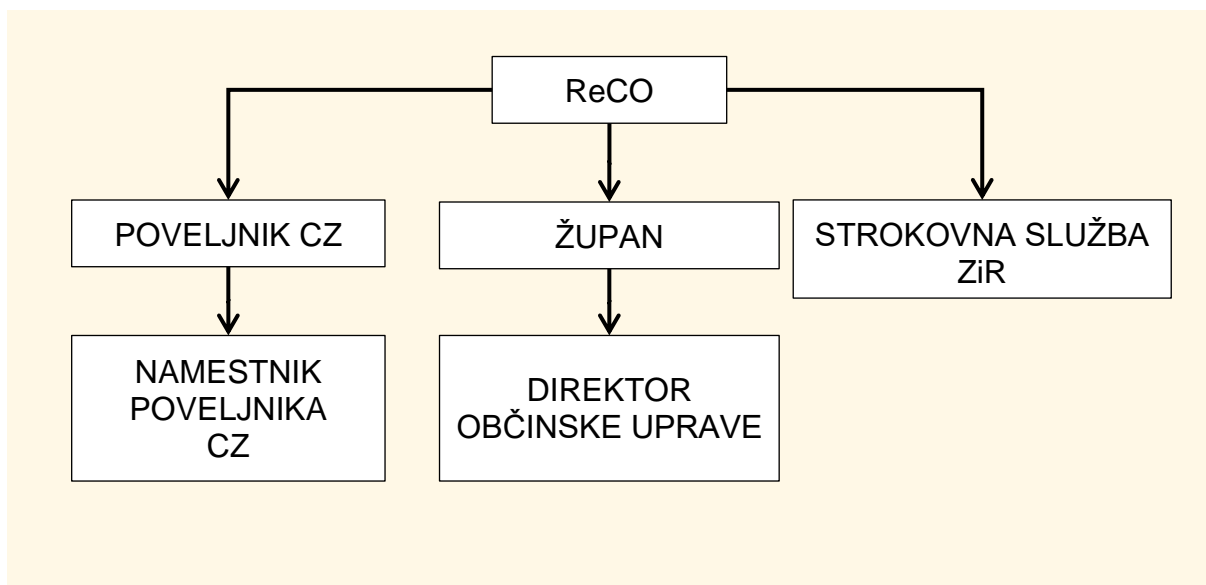 ReCO
POVELJNIK CZ
ŽUPAN
STROKOVNA SLUŽBA
ZiR
NAMESTNIK
POVELJNIKA
CZ
DIREKTOR
OBČINSKE UPRAVE